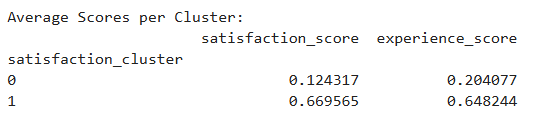 Average Scores per Cluster:
satisfaction_score experience_score
satisfaction_cluster
0 0.124317 0.204077
1 0.669565 0.648244